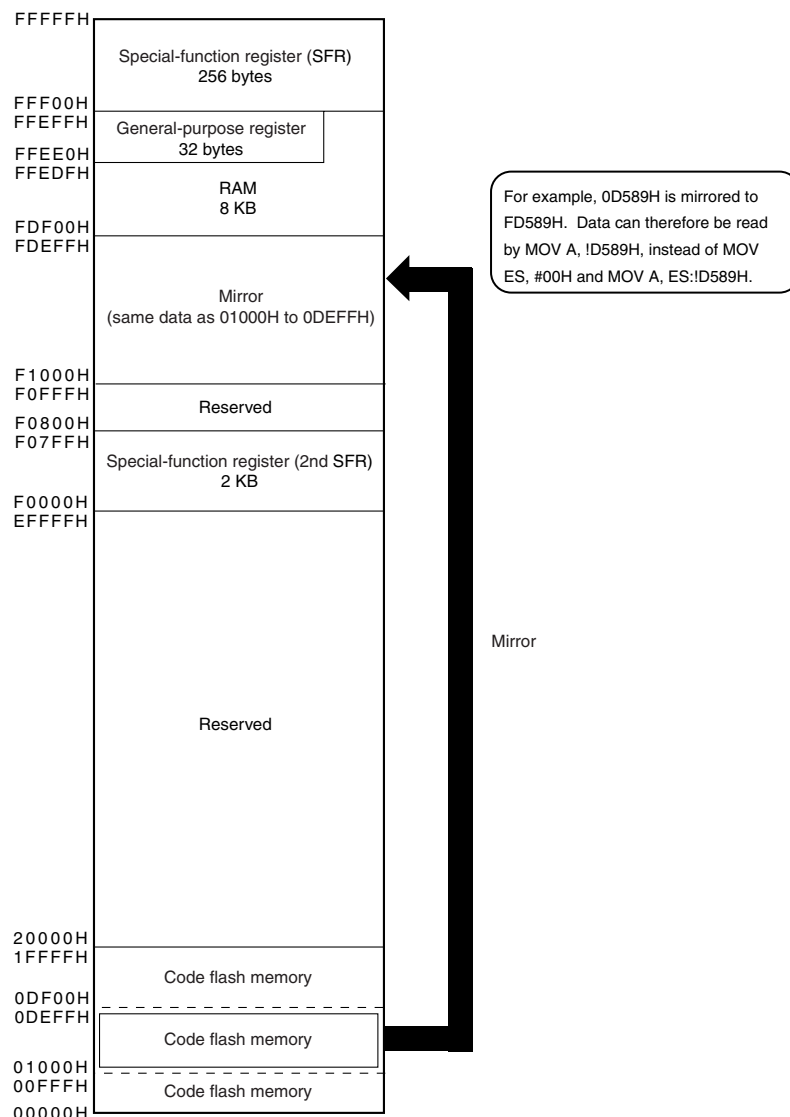 FFFFFH
Special-function register (SFR)
256 bytes
FFF00H
FFEFFH
General-purpose register
32 bytes
FFEE0H
FFEDFH
RAM
8 KB
FDF00H
FDEFFH
For example, 0D589H is mirrored to
FD589H. Data can therefore be read
by MOV A, !D589H, instead of MOV
ES, #00H and MOV A, ES:!D589H.
Mirror
(same data as 01000H to 0DEFFH)
F1000H
F0FFFH
Reserved
F0800H
F07FFH
Special-function register (2nd SFR)
2 KB
F0000H
EFFFFH
Mirror
Reserved
20000H
1FFFFH
Code flash memory
0DF00H
0DEFFH
Code flash memory
01000H
00FFFH
Code flash memory
00000H